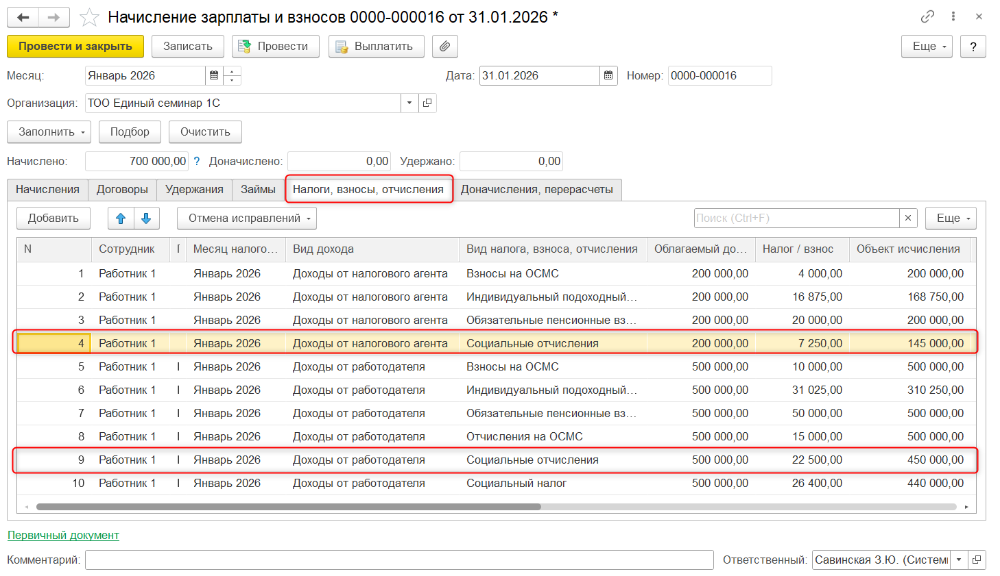 Начисление зарплаты и взносов 0000-000016 от 31.01.2026 *
Провести и закрыть Записать Провести Выплатить Еще ?
Месяц: Январь 2026 Дата: 31.01.2026 Номер: 0000-000016
Организация: ТОО Единый семинар 1С
Заполнить Подбор Очистить
Начислено: 700 000,00 ? Доначислено: 0,00 Удержано: 0,00
Начисления Договоры Удержания Займы Налоги, взносы, отчисления Доначисления, перерасчеты
Добавить Отмена исправлений Поиск (Ctrl+F) × Еще
N Сотрудник Г Месяц налого... Вид дохода Вид налога, взноса, отчисления Облагаемый до... Налог / взнос Объект исчисления
1 Работник 1 Январь 2026 Доходы от налогового агента Взносы на ОСМС 200 000,00 4 000,00 200 000,00
2 Работник 1 Январь 2026 Доходы от налогового агента Индивидуальный подоходный... 200 000,00 16 875,00 168 750,00
3 Работник 1 Январь 2026 Доходы от налогового агента Обязательные пенсионные вз... 200 000,00 20 000,00 200 000,00
4 Работник 1 Январь 2026 Доходы от налогового агента Социальные отчисления 200 000,00 7 250,00 145 000,00
5 Работник 1 Январь 2026 Доходы от работодателя Взносы на ОСМС 500 000,00 10 000,00 500 000,00
6 Работник 1 Январь 2026 Доходы от работодателя Индивидуальный подоходный... 500 000,00 31 025,00 310 250,00
7 Работник 1 Январь 2026 Доходы от работодателя Обязательные пенсионные вз... 500 000,00 50 000,00 500 000,00
8 Работник 1 Январь 2026 Доходы от работодателя Отчисления на ОСМС 500 000,00 15 000,00 500 000,00
9 Работник 1 Январь 2026 Доходы от работодателя Социальные отчисления 500 000,00 22 500,00 450 000,00
10 Работник 1 Январь 2026 Доходы от работодателя Социальный налог 500 000,00 26 400,00 440 000,00
Первичный документ
Комментарий: Ответственный: Савинская З.Ю. (Систем